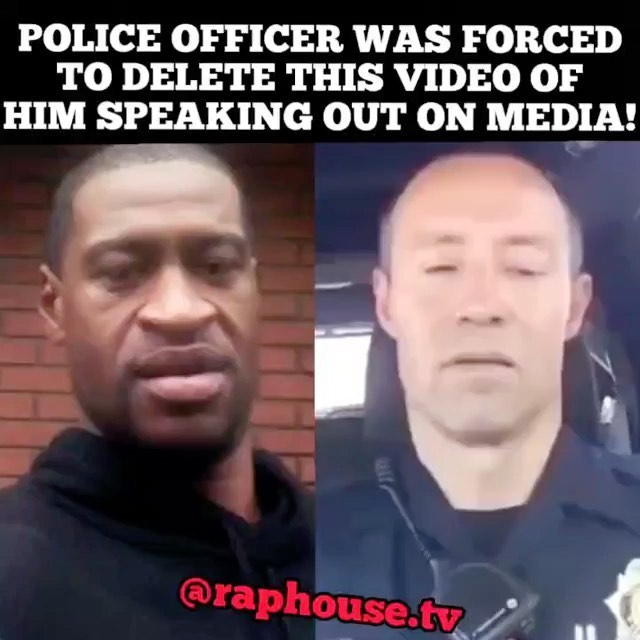 POLICE OFFICER WAS FORCED
TO DELETE THIS VIDEO OF
HIM SPEAKING OUT ON MEDIA!
@raphouse.tv